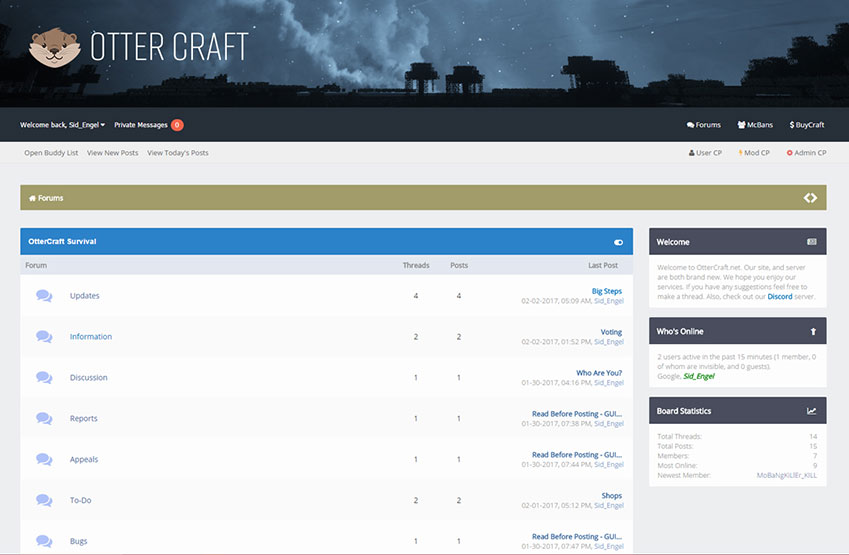 OTTER CRAFT
Welcome back, Sid_Engel Private Messages 0
Forums McBans BuyCraft
Open Buddy List View New Posts View Today's Posts
User CP Mod CP Admin CP
Forums
OtterCraft Survival
Forum Threads Posts Last Post
Updates 4 4 Big Steps
02-02-2017, 05:09 AM, Sid_Engel
Information 2 2 Voting
02-02-2017, 01:52 PM, Sid_Engel
Discussion 1 1 Who Are You?
01-30-2017, 04:16 PM, Sid_Engel
Reports 1 1 Read Before Posting - GUI...
01-30-2017, 07:38 PM, Sid_Engel
Appeals 1 1 Read Before Posting - GUI...
01-30-2017, 07:44 PM, Sid_Engel
To-Do 2 2 Shops
02-01-2017, 05:12 PM, Sid_Engel
Bugs 1 1 Read Before Posting - GUI...
01-30-2017, 07:47 PM, Sid_Engel
Welcome
Welcome to OtterCraft.net. Our site, and server
are both brand new. We hope you enjoy our
services. If you have any suggestions feel free to
make a thread. Also, check out our Discord server.
Who's Online
2 users active in the past 15 minutes (1 member, 0
of whom are invisible, and 0 guests).
Google, Sid_Engel
Board Statistics
Total Threads: 14
Total Posts: 15
Members: 7
Most Online: 9
Newest Member: MoBaNgKiLlEr_KiLL